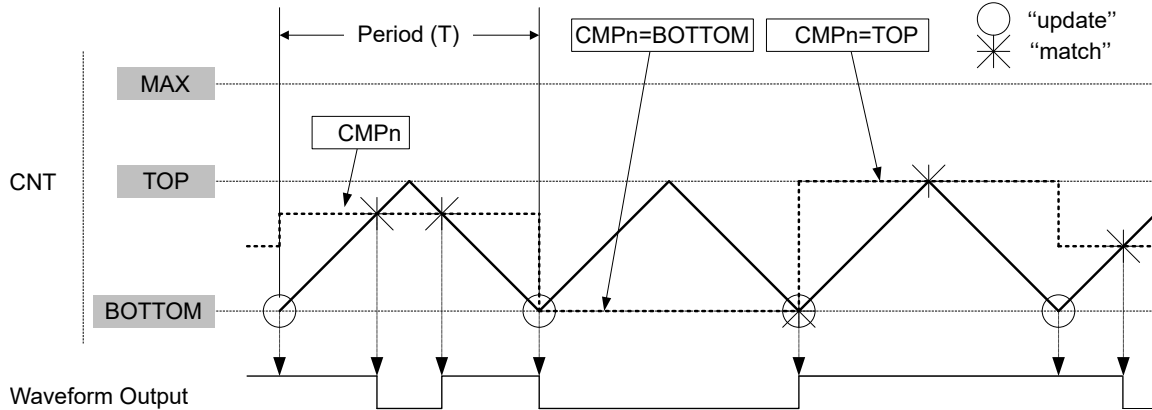 Period (T)
CMPn=BOTTOM
CMPn=TOP
“update”
“match”
MAX
CMPn
CNT
TOP
BOTTOM
Waveform Output